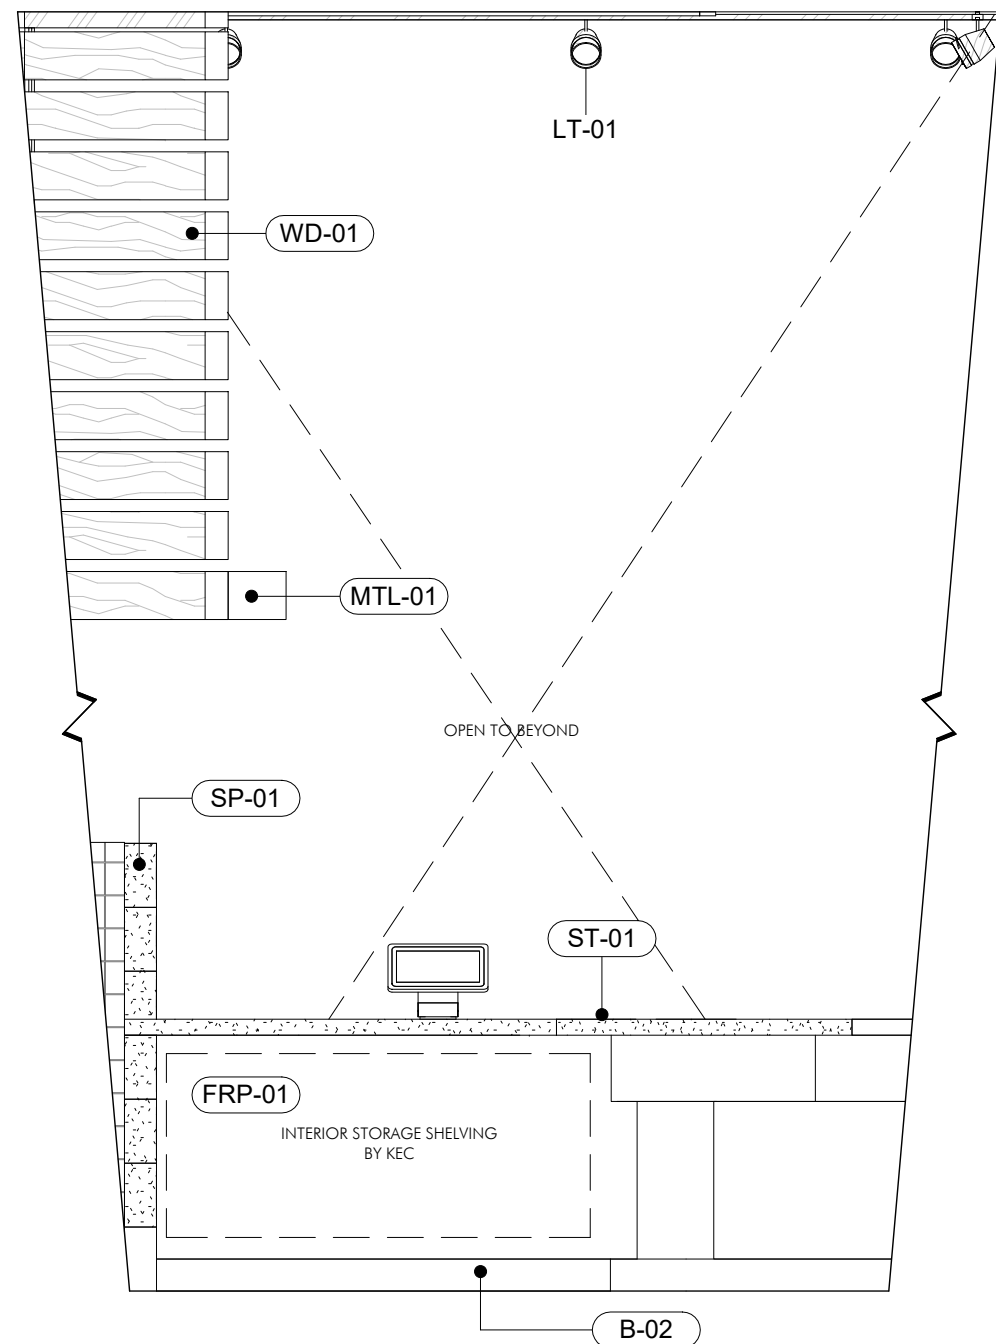 LT-01
WD-01
MTL-01
OPEN TO BEYOND
SP-01
ST-01
FRP-01
INTERIOR STORAGE SHELVING
BY KEC
B-02